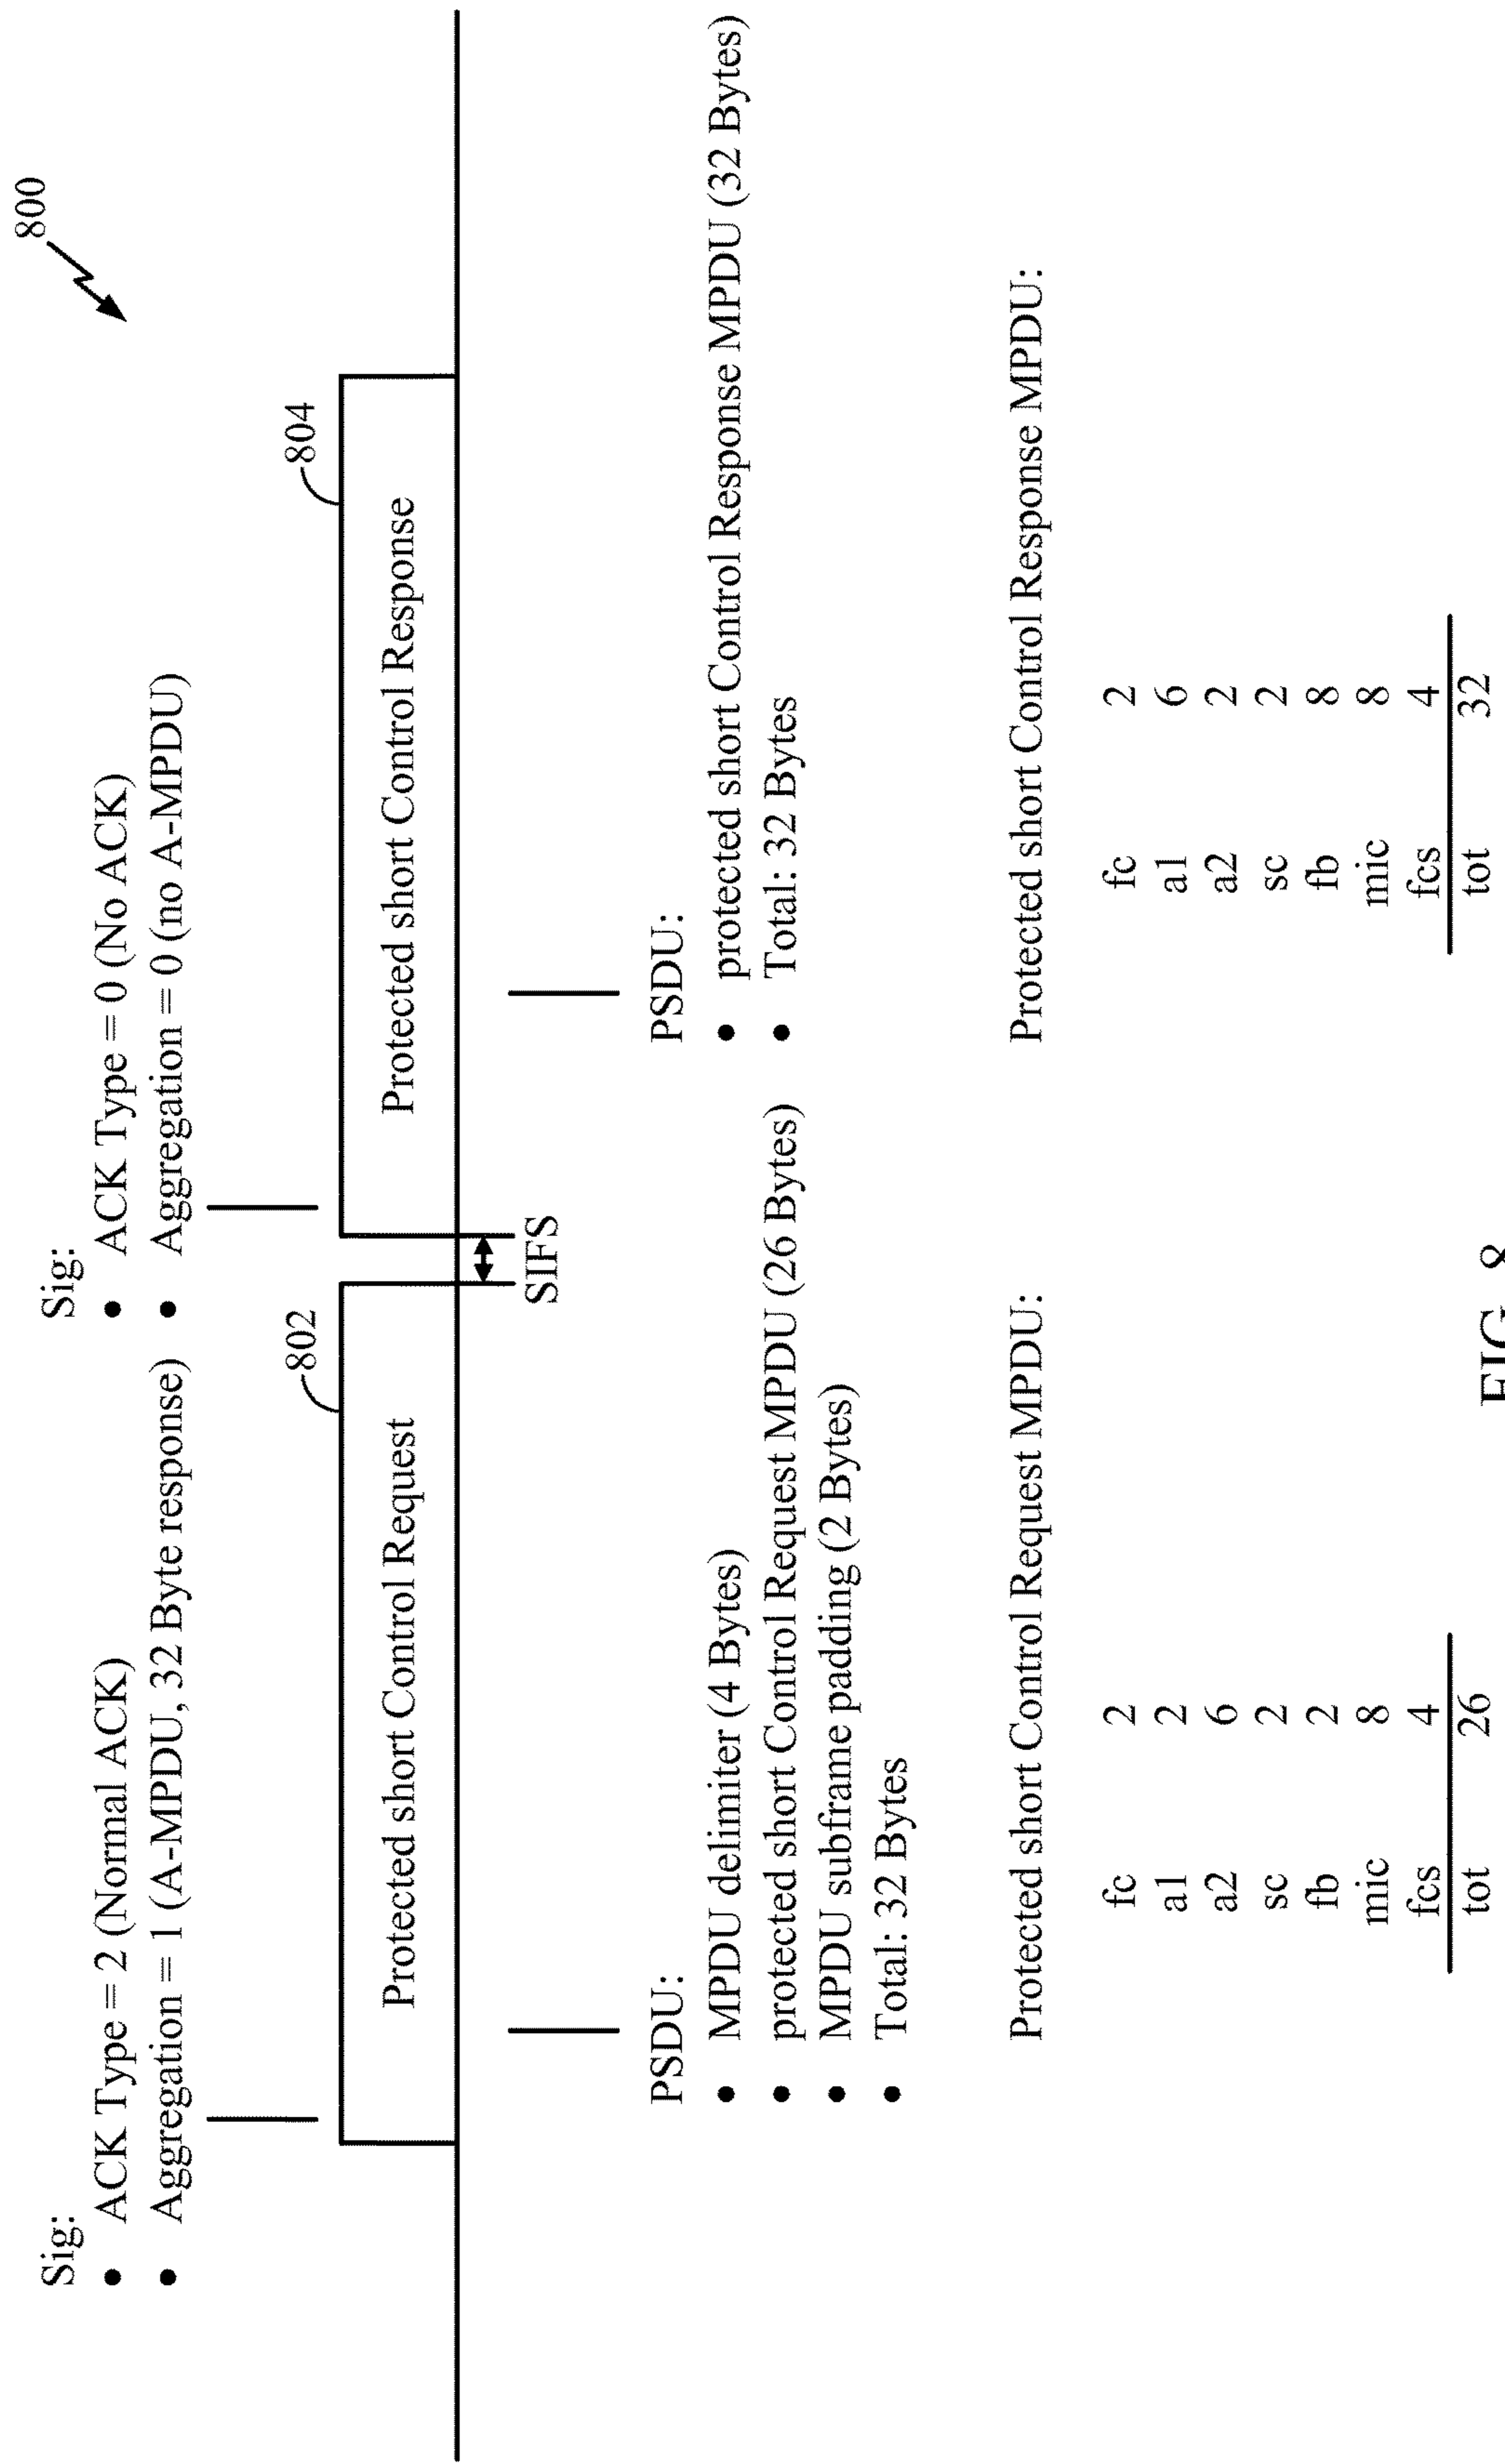 800
Sig:
• ACK Type = 2 (Normal ACK)
• Aggregation = 1 (A-MPDU, 32 Byte response)
Sig:
• ACK Type = 0 (No ACK)
• Aggregation = 0 (no A-MPDU)
802
Protected short Control Request
804
Protected short Control Response
SIFS
PSDU:
• MPDU delimiter (4 Bytes)
• protected short Control Request MPDU (26 Bytes)
• MPDU subframe padding (2 Bytes)
• Total: 32 Bytes
PSDU:
• protected short Control Response MPDU (32 Bytes)
• Total: 32 Bytes
Protected short Control Request MPDU:
fc 2
a1 2
a2 6
sc 2
fb 2
mic 8
fcs 4
tot 26
Protected short Control Response MPDU:
fc 2
a1 6
a2 2
sc 2
fb 8
mic 8
fcs 4
tot 32
FIG. 8